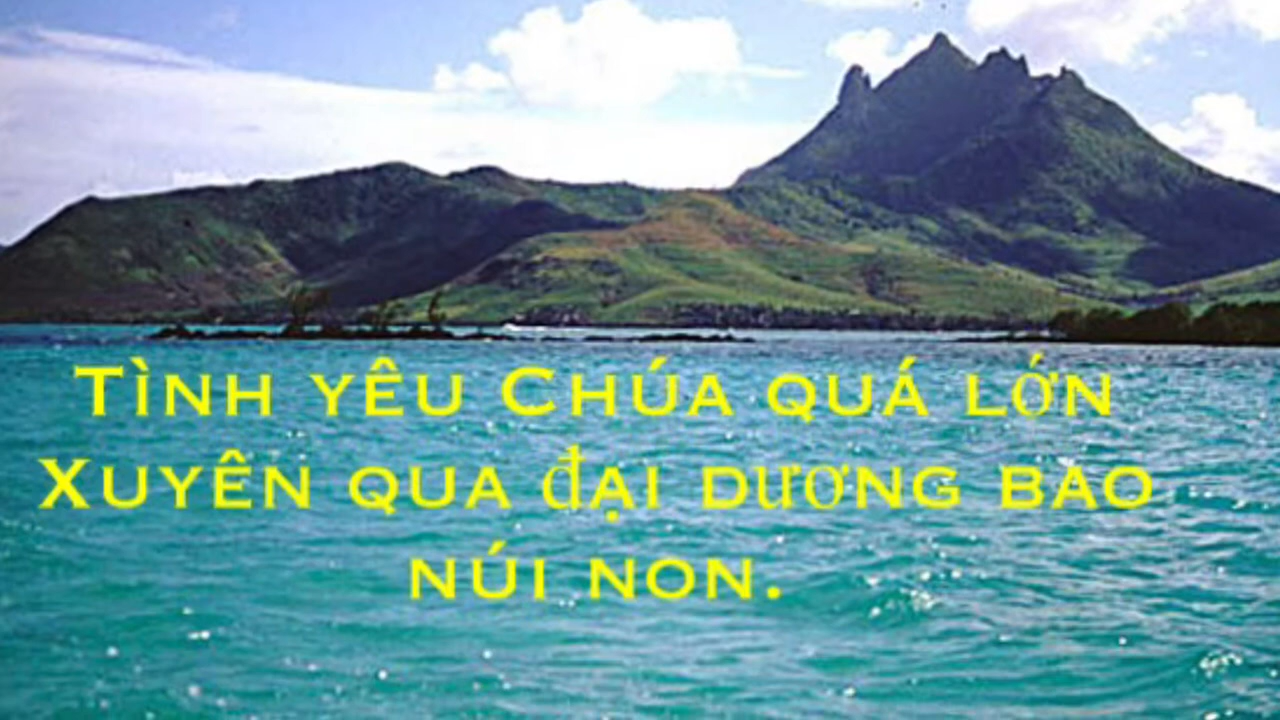 Tình yêu Chúa quá lớn
Xuyên qua đại dương bao
núi non.